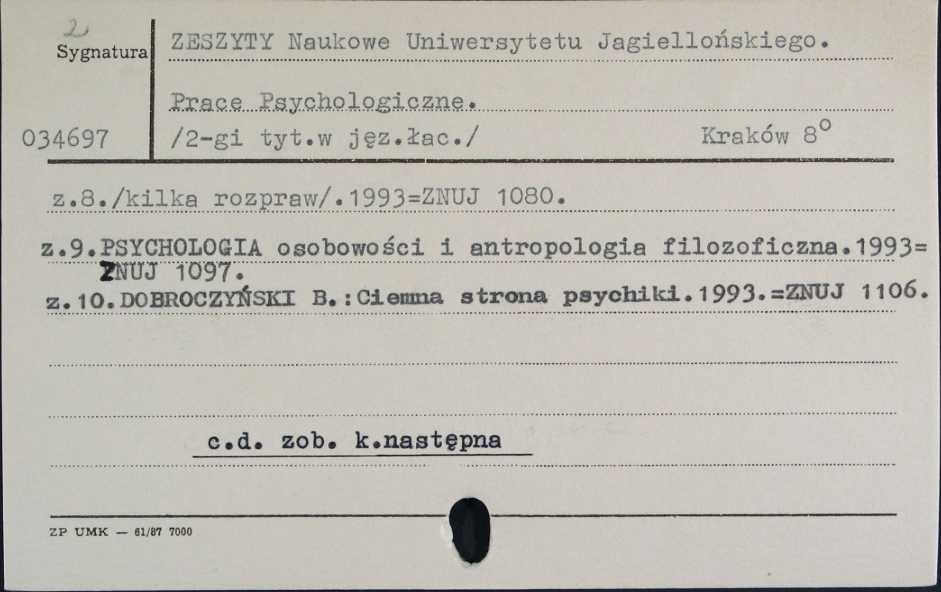 2
Sygnatura
ZESZYTY Naukowe Uniwersytetu Jagiellońskiego.
Prace Psychologiczne.
034697
/2-gi tyt.w jęz.łac./ Kraków 8°
z.8./kilka rozpraw/.1993=ZNUJ 1080.
z.9.PSYCHOLOGIA osobowości i antropologia filozoficzna.1993=
ZNUJ 1097.
z.10.DOBROCZYŃSKI B.:Ciemna strona psychiki.1993.=ZNUJ 1106.
c.d. zob. k.następna
ZP UMK — 61/87 7000